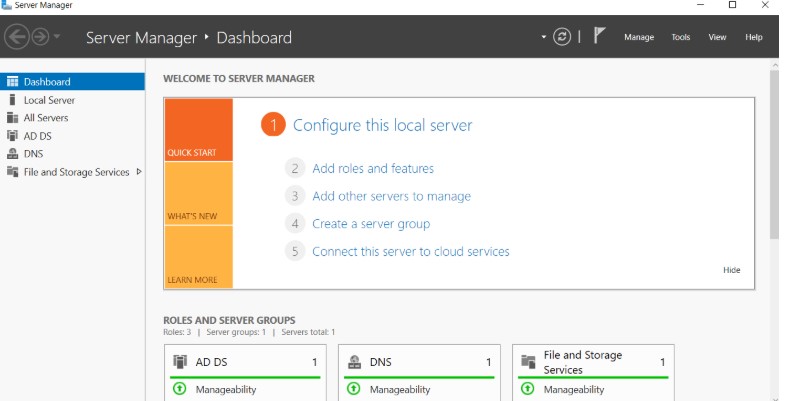 Server Manager
Server Manager ‣ Dashboard
Manage Tools View Help
Dashboard
Local Server
All Servers
AD DS
DNS
File and Storage Services
WELCOME TO SERVER MANAGER
QUICK START
WHAT'S NEW
LEARN MORE
1 Configure this local server
2 Add roles and features
3 Add other servers to manage
4 Create a server group
5 Connect this server to cloud services
Hide
ROLES AND SERVER GROUPS
Roles: 3 | Server groups: 1 | Servers total: 1
AD DS 1
Manageability
DNS 1
Manageability
File and Storage
Services 1
Manageability